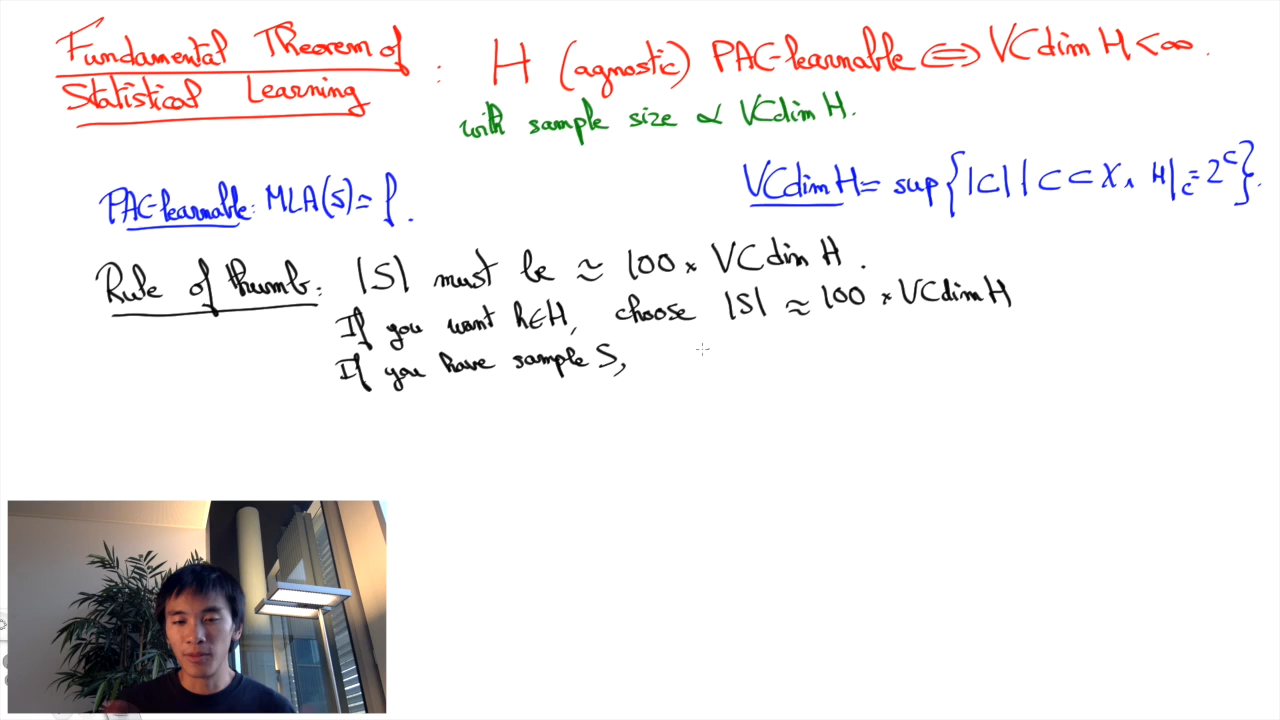 Fundamental Theorem of
Statistical Learning : H (agnostic) PAC-learnable ⇔ VCdim H < ∞.
with sample size ∝ VCdim H.
PAC-learnable: MLA(S) = f.
VCdim H = sup{|C| | C ⊂ X ∧ H|_C = 2^C}.
Rule of thumb: |S| must be ≈ 100 × VCdim H.
If you want h∈H, choose |S| ≈ 100 × VCdim H
If you have sample S,